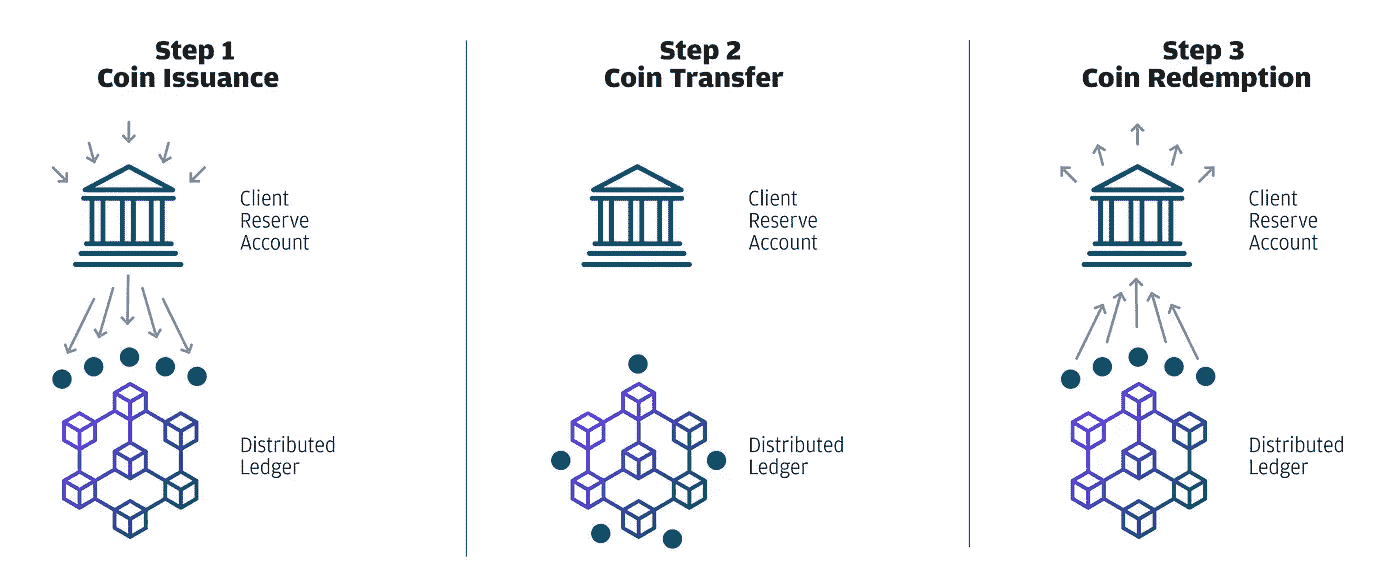 Step 1
Coin Issuance
Client
Reserve
Account
Distributed
Ledger
Step 2
Coin Transfer
Client
Reserve
Account
Distributed
Ledger
Step 3
Coin Redemption
Client
Reserve
Account
Distributed
Ledger